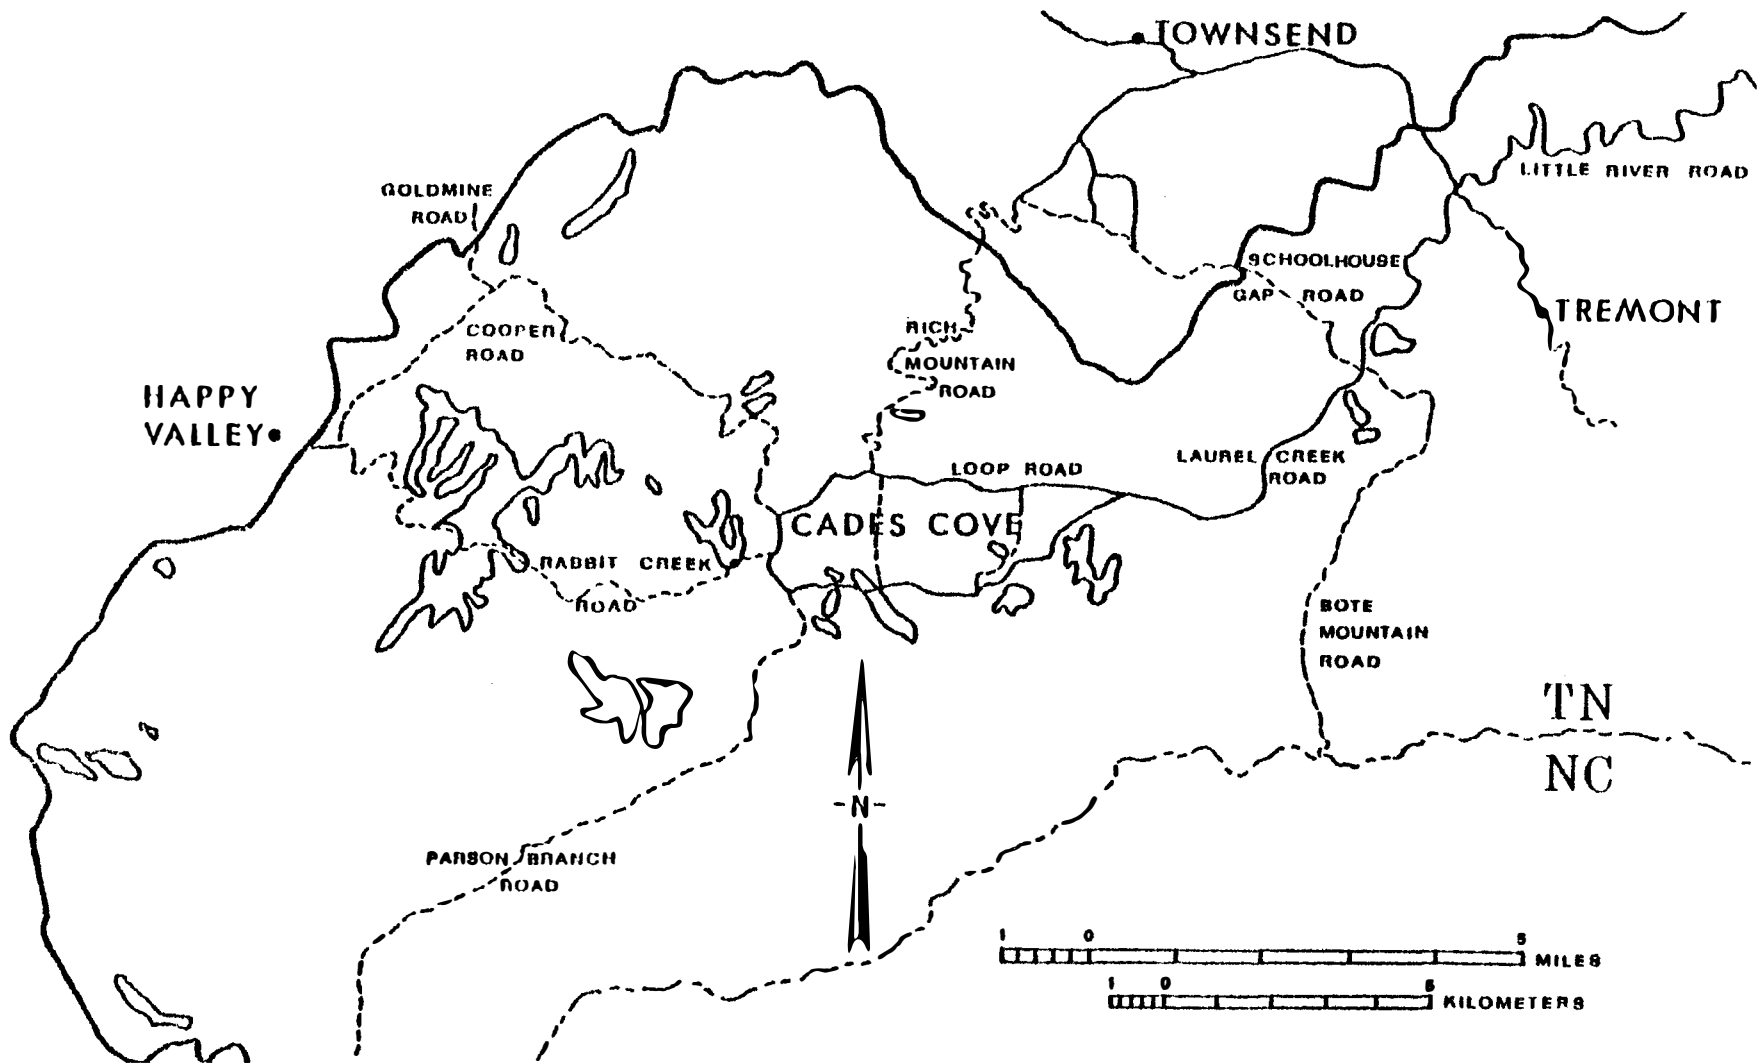 TOWNSEND
LITTLE RIVER ROAD
GOLDMINE
ROAD
SCHOOLHOUSE
GAP ROAD
TREMONT
COOPER
ROAD
RICH
MOUNTAIN
ROAD
HAPPY
VALLEY
LOOP ROAD
LAUREL CREEK
ROAD
CADES COVE
RABBIT CREEK
ROAD
BOTE
MOUNTAIN
ROAD
TN
NC
N
PARSON BRANCH
ROAD
1 0 5
MILES
1 0 5
KILOMETERS